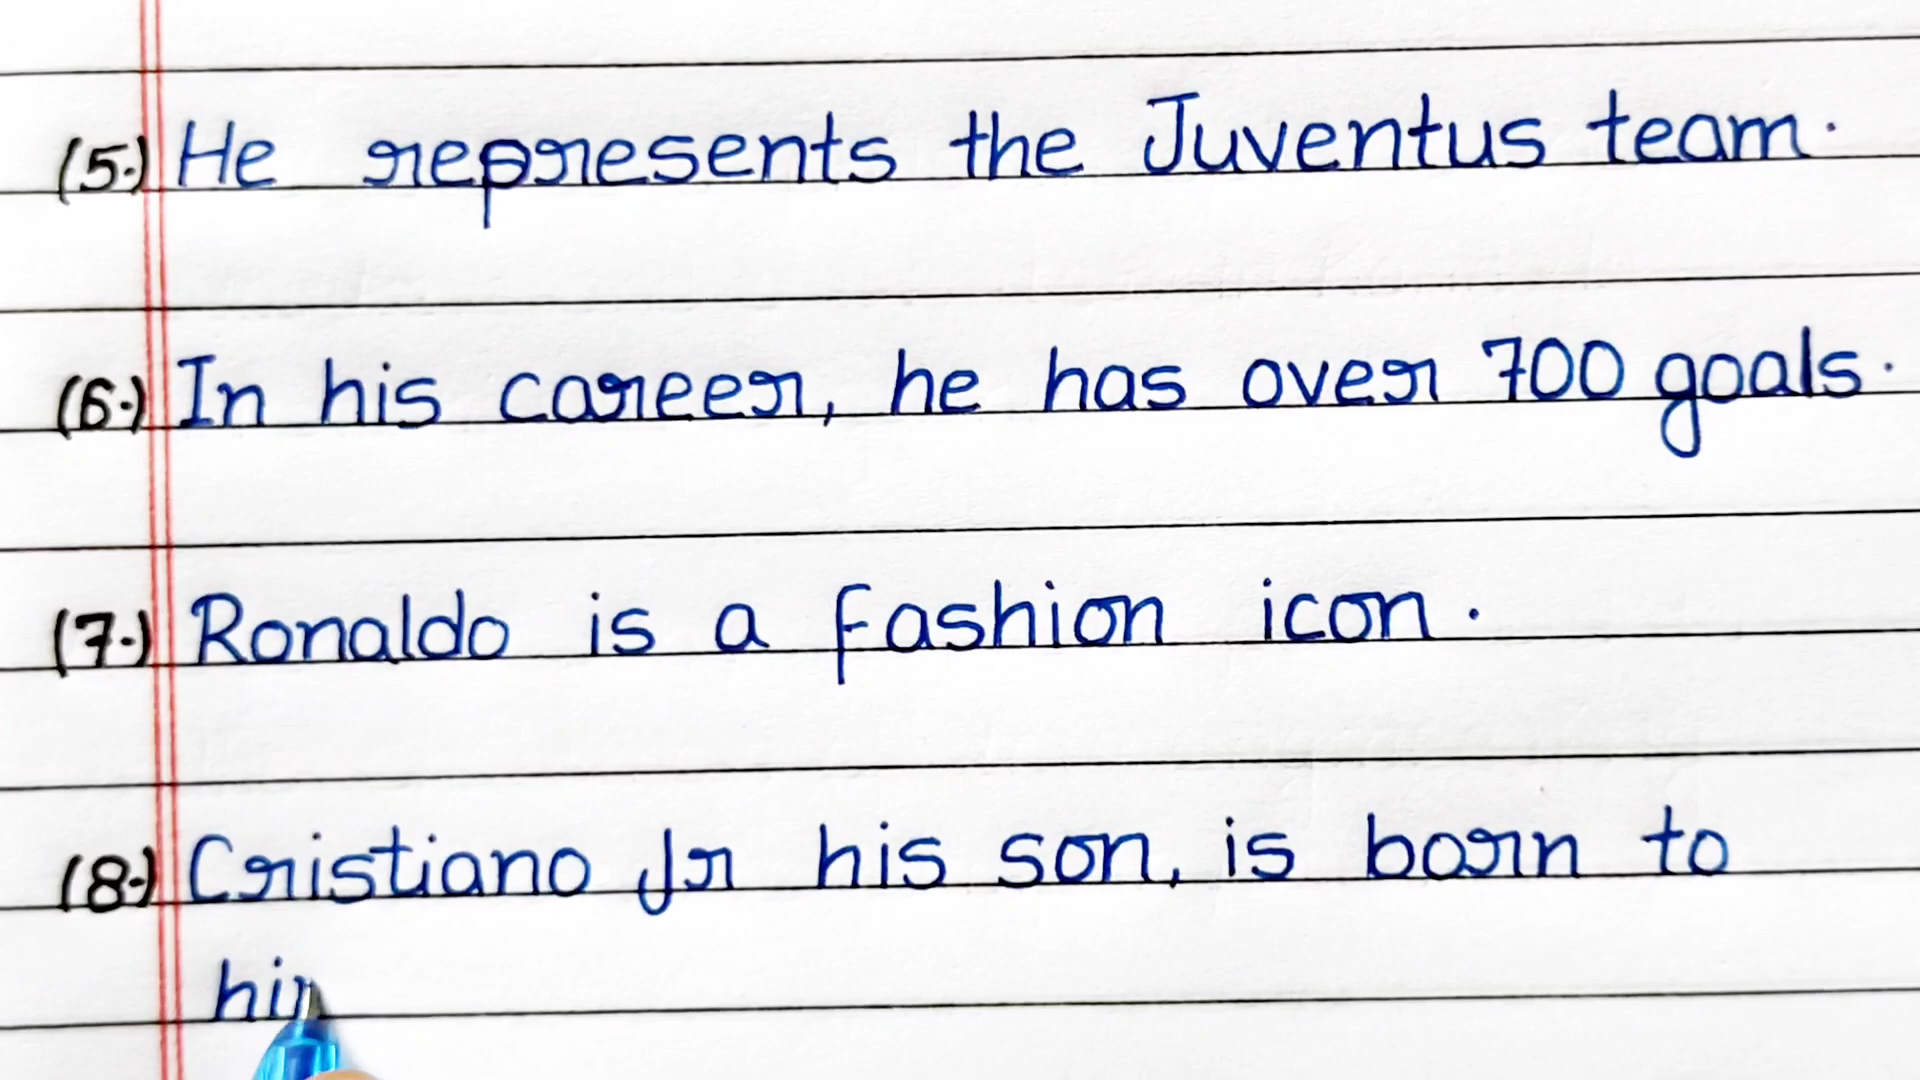 (5.) He represents the Juventus team.
(6.) In his career, he has over 700 goals.
(7.) Ronaldo is a fashion icon.
(8.) Cristiano Jr his son, is born to